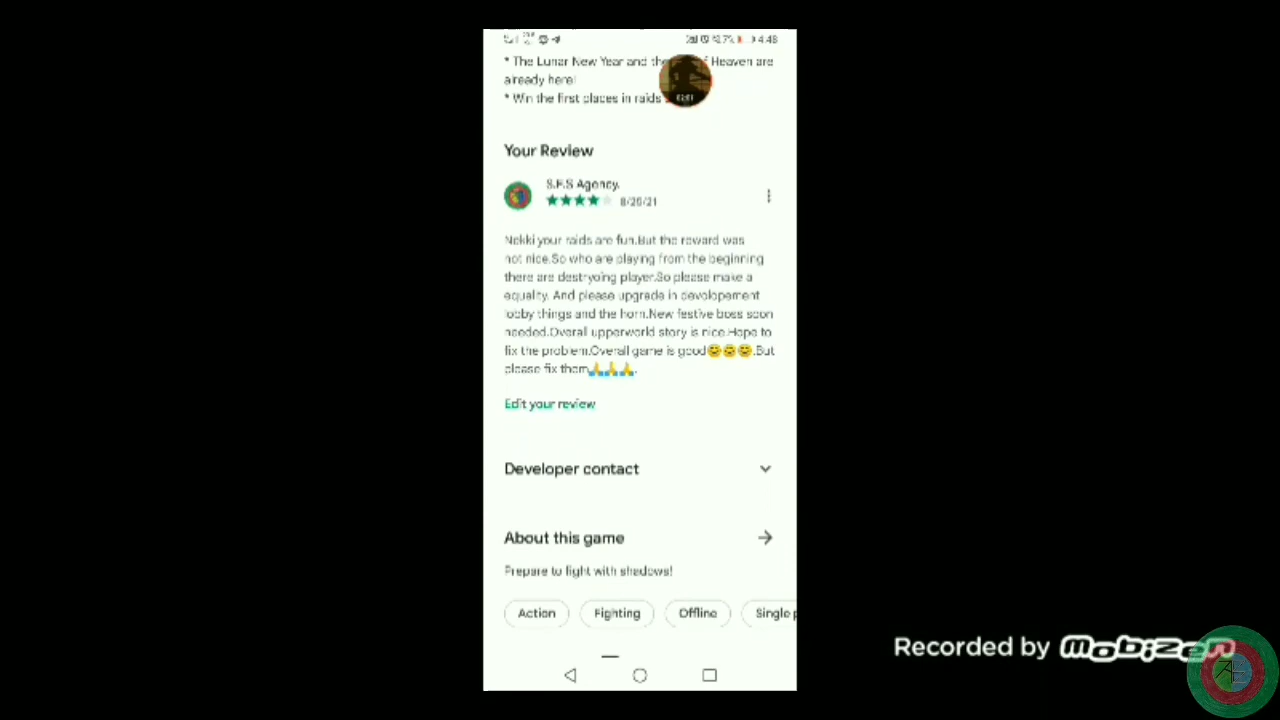 4:48
* The Lunar New Year and the Heaven are
already here!
* Win the first places in raids
Your Review
S.F.S Agency.
8/29/21
Nekki your raids are fun.But the reward was
not nice.So who are playing from the beginning
there are destryoing player.So please make a
equality. And please upgrade in devolopement
lobby things and the horn.New festive boss soon
needed.Overall upperworld story is nice.Hope to
fix the problem.Overall game is good😇😇😇.But
please fix them🙏🙏🙏.
Edit your review
Developer contact
About this game
Prepare to fight with shadows!
Action Fighting Offline Single p
Recorded by mobizen